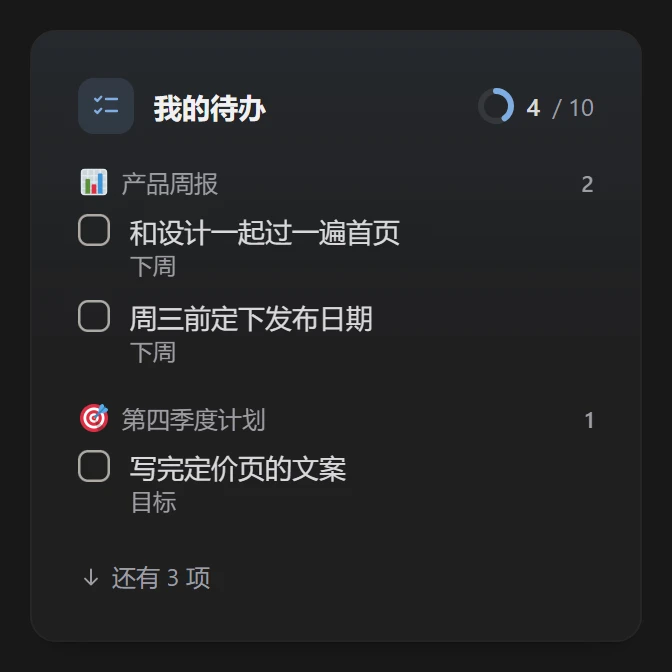 我的待办
4 / 10
产品周报
2
和设计一起过一遍首页
下周
周三前定下发布日期
下周
第四季度计划
1
写完定价页的文案
目标
↓ 还有 3 项